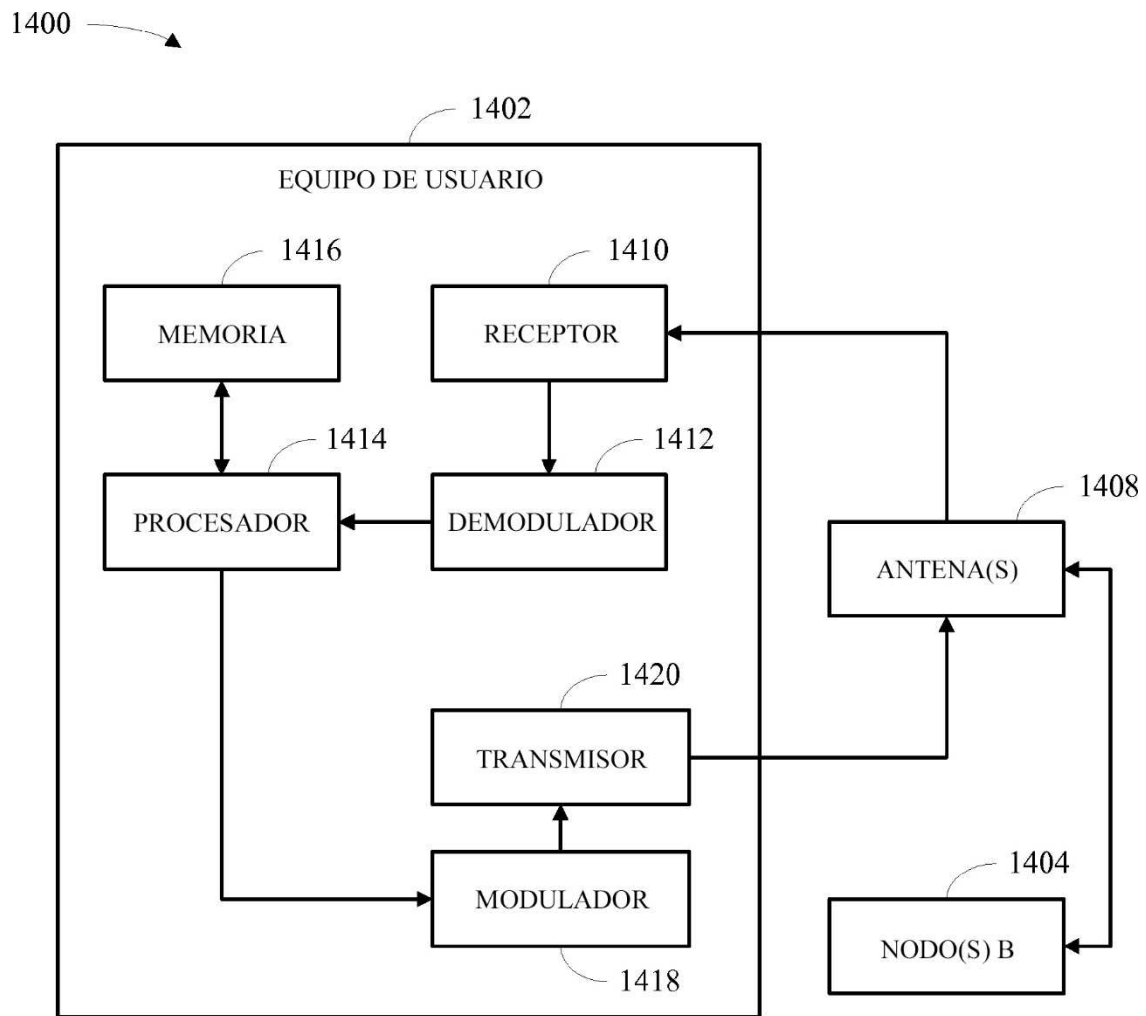 1400
1402
EQUIPO DE USUARIO
1416
1410
MEMORIA
RECEPTOR
1414
1412
1408
PROCESADOR
DEMODULADOR
ANTENA(S)
1420
TRANSMISOR
1404
MODULADOR
NODO(S) B
1418